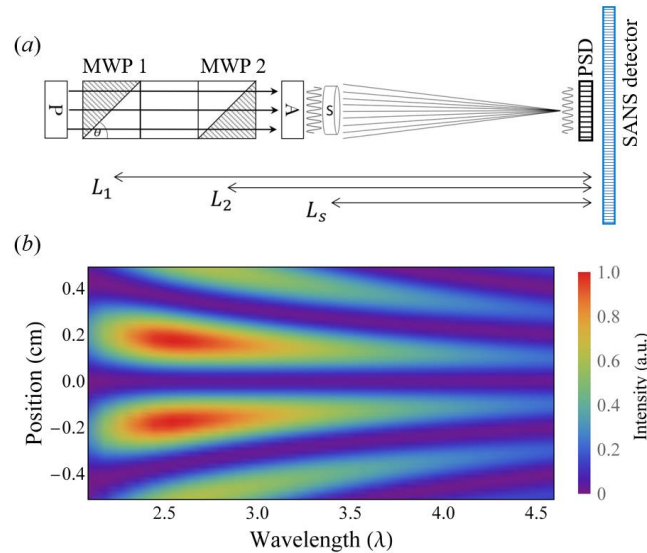 (a)
MWP 1
MWP 2
P
θ
A
S
PSD
SANS detector
L₁
L₂
Lₛ
(b)
Position (cm)
0.4
0.2
0.0
−0.2
−0.4
2.5
3.0
3.5
4.0
4.5
Wavelength (λ)
1.0
0.8
0.6
0.4
0.2
0
Intensity (a.u.)